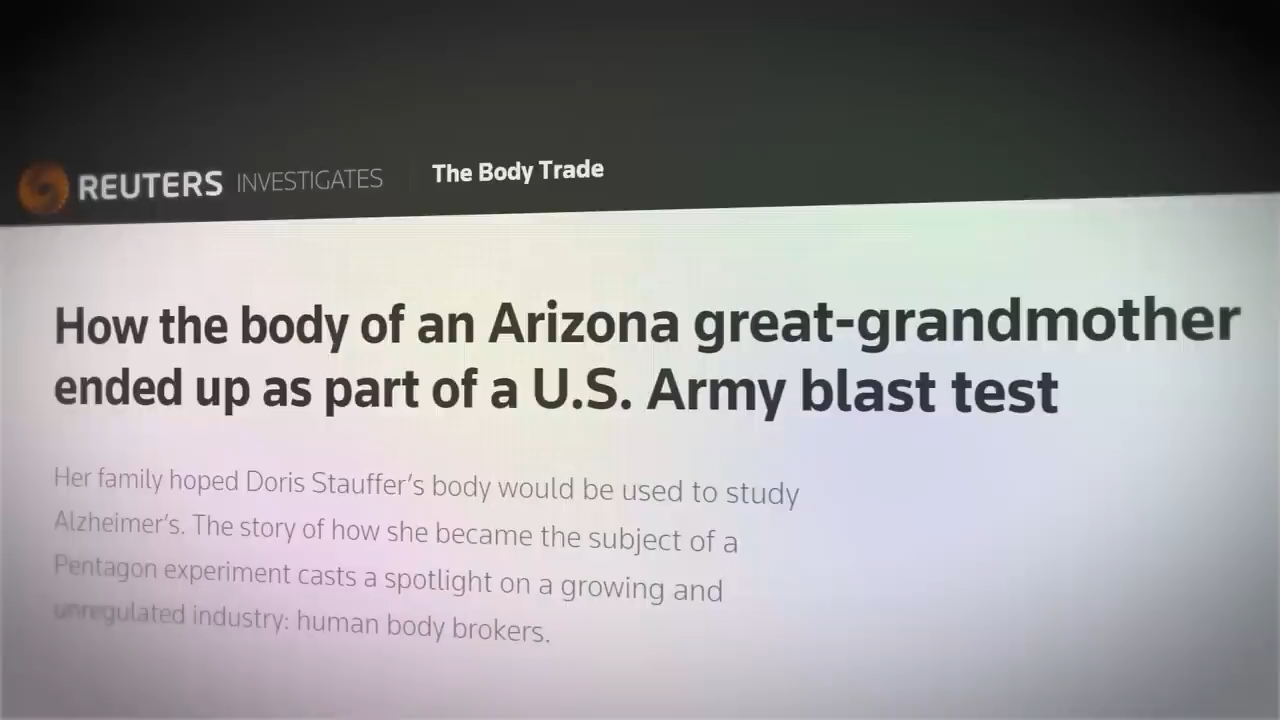 REUTERS INVESTIGATES The Body Trade
How the body of an Arizona great-grandmother
ended up as part of a U.S. Army blast test
Her family hoped Doris Stauffer’s body would be used to study
Alzheimer’s. The story of how she became the subject of a
Pentagon experiment casts a spotlight on a growing and
unregulated industry: human body brokers.